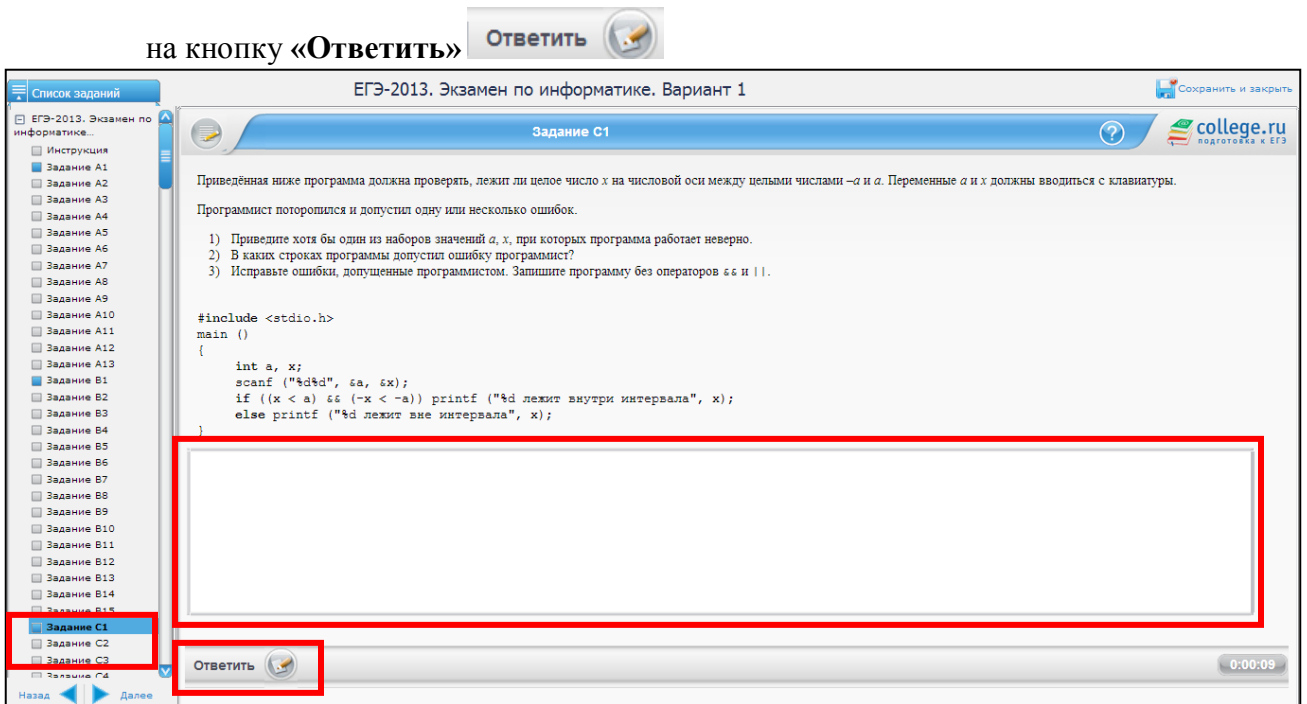 на кнопку «Ответить» Ответить
Список заданий
ЕГЭ-2013. Экзамен по информатике. Вариант 1
Сохранить и закрыть
ЕГЭ-2013. Экзамен по
информатике...
Инструкция
Задание A1
Задание A2
Задание A3
Задание A4
Задание A5
Задание A6
Задание A7
Задание A8
Задание A9
Задание A10
Задание A11
Задание A12
Задание A13
Задание B1
Задание B2
Задание B3
Задание B4
Задание B5
Задание B6
Задание B7
Задание B8
Задание B9
Задание B10
Задание B11
Задание B12
Задание B13
Задание B14
Задание B15
Задание C1
Задание C2
Задание C3
Задание C4
Назад Далее
Задание C1
?
college.ru
подготовка к ЕГЭ
Приведённая ниже программа должна проверять, лежит ли целое число x на числовой оси между целыми числами –a и a. Переменные a и x должны вводиться с клавиатуры.
Программист поторопился и допустил одну или несколько ошибок.
1) Приведите хотя бы один из наборов значений a, x, при которых программа работает неверно.
2) В каких строках программы допустил ошибку программист?
3) Исправьте ошибки, допущенные программистом. Запишите программу без операторов && и ||.
#include <stdio.h>
main ()
{
int a, x;
scanf ("%d%d", &a, &x);
if ((x < a) && (-x < -a)) printf ("%d лежит внутри интервала", x);
else printf ("%d лежит вне интервала", x);
}
Ответить
0:00:09